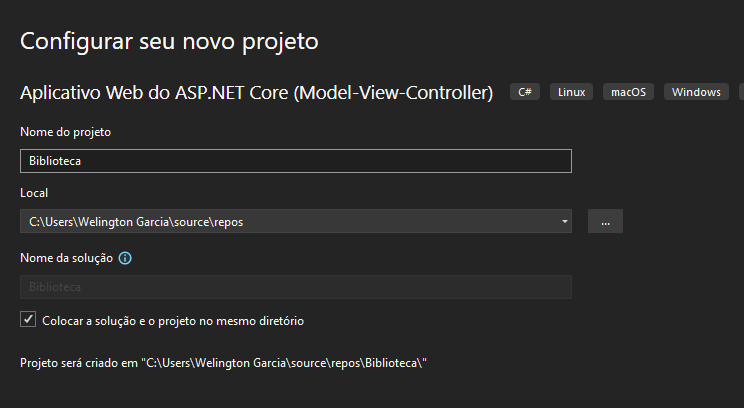 Configurar seu novo projeto
Aplicativo Web do ASP.NET Core (Model-View-Controller) C# Linux macOS Windows
Nome do projeto
Biblioteca
Local
C:\Users\Welington Garcia\source\repos ...
Nome da solução
Biblioteca
Colocar a solução e o projeto no mesmo diretório
Projeto será criado em "C:\Users\Welington Garcia\source\repos\Biblioteca\"